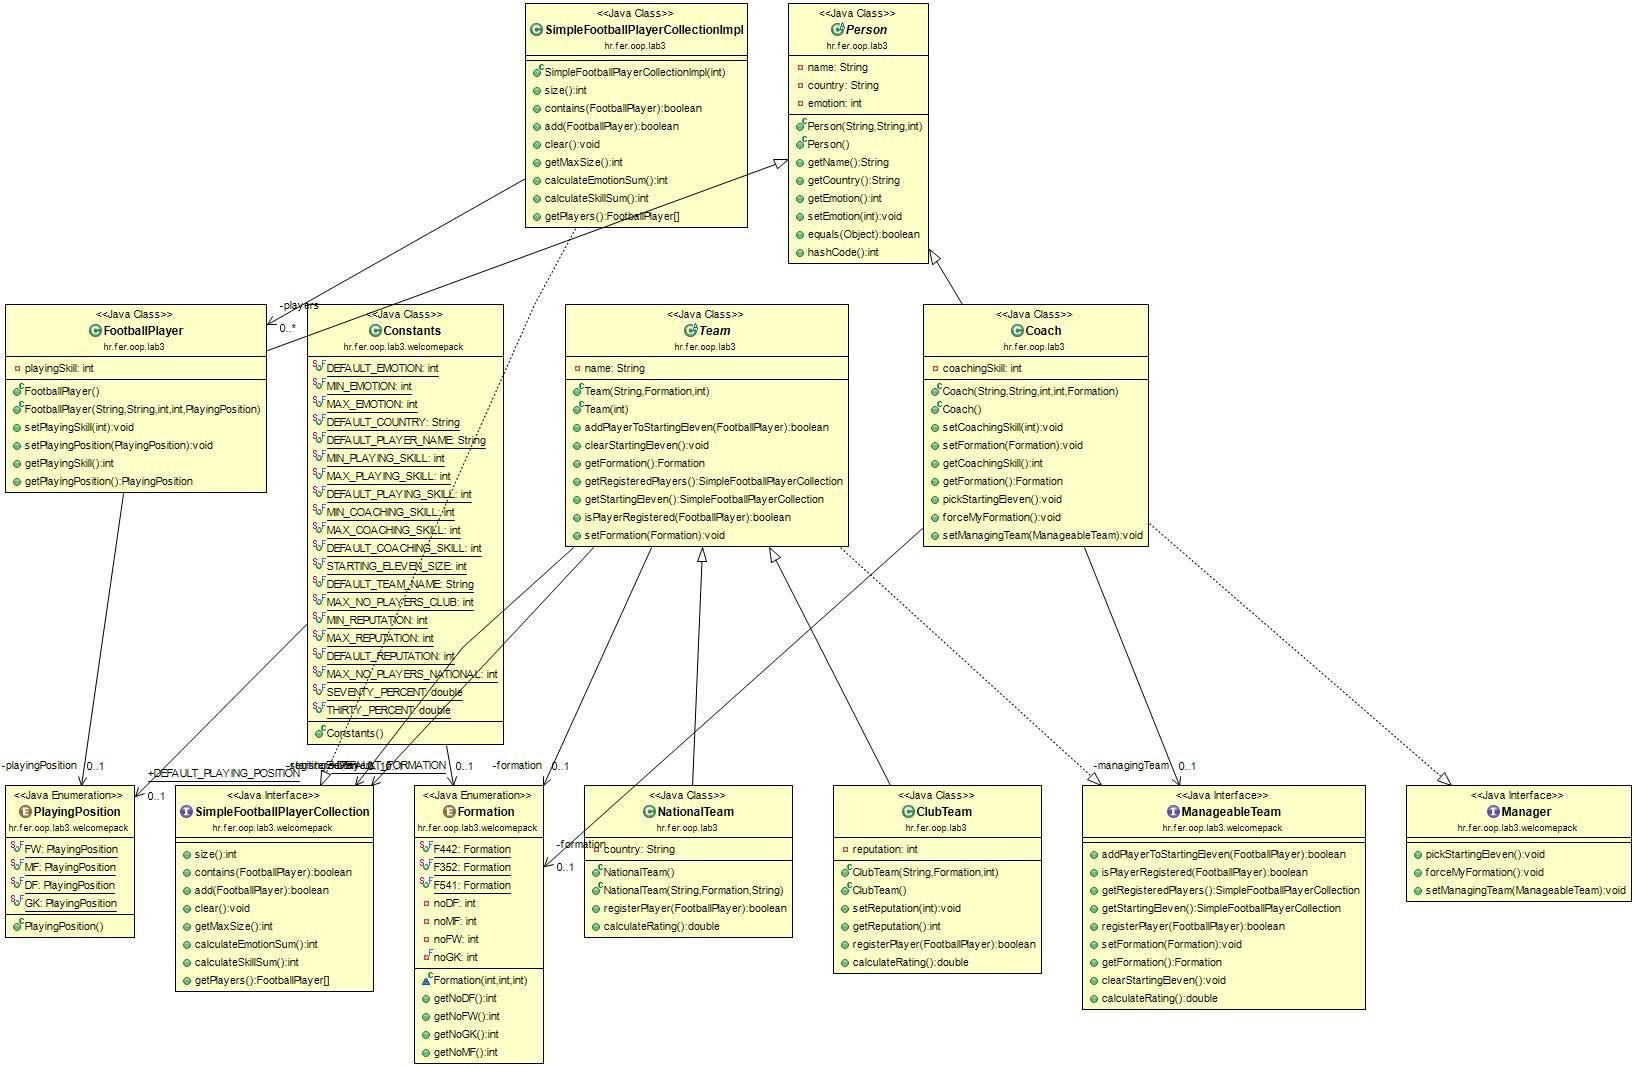 <<Java Class>>
SimpleFootballPlayerCollectionImpl
hr.fer.oop.lab3
SimpleFootballPlayerCollectionImpl(int)
size():int
contains(FootballPlayer):boolean
add(FootballPlayer):boolean
clear():void
getMaxSize():int
calculateEmotionSum():int
calculateSkillSum():int
getPlayers():FootballPlayer[]
<<Java Class>>
Person
hr.fer.oop.lab3
name: String
country: String
emotion: int
Person(String,String,int)
Person()
getName():String
getCountry():String
getEmotion():int
setEmotion(int):void
equals(Object):boolean
hashCode():int
-players
0..*
<<Java Class>>
FootballPlayer
hr.fer.oop.lab3
playingSkill: int
FootballPlayer()
FootballPlayer(String,String,int,int,PlayingPosition)
setPlayingSkill(int):void
setPlayingPosition(PlayingPosition):void
getPlayingSkill():int
getPlayingPosition():PlayingPosition
<<Java Class>>
Constants
hr.fer.oop.lab3.welcomepack
DEFAULT_EMOTION: int
MIN_EMOTION: int
MAX_EMOTION: int
DEFAULT_COUNTRY: String
DEFAULT_PLAYER_NAME: String
MIN_PLAYING_SKILL: int
MAX_PLAYING_SKILL: int
DEFAULT_PLAYING_SKILL: int
MIN_COACHING_SKILL: int
MAX_COACHING_SKILL: int
DEFAULT_COACHING_SKILL: int
STARTING_ELEVEN_SIZE: int
DEFAULT_TEAM_NAME: String
MAX_NO_PLAYERS_CLUB: int
MIN_REPUTATION: int
MAX_REPUTATION: int
DEFAULT_REPUTATION: int
MAX_NO_PLAYERS_NATIONAL: int
SEVENTY_PERCENT: double
THIRTY_PERCENT: double
Constants()
<<Java Class>>
Team
hr.fer.oop.lab3
name: String
Team(String,Formation,int)
Team(int)
addPlayerToStartingEleven(FootballPlayer):boolean
clearStartingEleven():void
getFormation():Formation
getRegisteredPlayers():SimpleFootballPlayerCollection
getStartingEleven():SimpleFootballPlayerCollection
isPlayerRegistered(FootballPlayer):boolean
setFormation(Formation):void
<<Java Class>>
Coach
hr.fer.oop.lab3
coachingSkill: int
Coach(String,String,int,int,Formation)
Coach()
setCoachingSkill(int):void
setFormation(Formation):void
getCoachingSkill():int
getFormation():Formation
pickStartingEleven():void
forceMyFormation():void
setManagingTeam(ManageableTeam):void
-playingPosition
0..1
+DEFAULT_PLAYING_POSITION
0..1
0..1
-formation
0..1
-managingTeam
0..1
<<Java Enumeration>>
PlayingPosition
hr.fer.oop.lab3.welcomepack
FW: PlayingPosition
MF: PlayingPosition
DF: PlayingPosition
GK: PlayingPosition
PlayingPosition()
<<Java Interface>>
SimpleFootballPlayerCollection
hr.fer.oop.lab3.welcomepack
size():int
contains(FootballPlayer):boolean
add(FootballPlayer):boolean
clear():void
getMaxSize():int
calculateEmotionSum():int
calculateSkillSum():int
getPlayers():FootballPlayer[]
<<Java Enumeration>>
Formation
hr.fer.oop.lab3.welcomepack
F442: Formation
F352: Formation
F541: Formation
noDF: int
noMF: int
noFW: int
noGK: int
Formation(int,int,int)
getNoDF():int
getNoFW():int
getNoGK():int
getNoMF():int
-formation
0..1
<<Java Class>>
NationalTeam
hr.fer.oop.lab3
country: String
NationalTeam()
NationalTeam(String,Formation,String)
registerPlayer(FootballPlayer):boolean
calculateRating():double
<<Java Class>>
ClubTeam
hr.fer.oop.lab3
reputation: int
ClubTeam(String,Formation,int)
ClubTeam()
setReputation(int):void
getReputation():int
registerPlayer(FootballPlayer):boolean
calculateRating():double
<<Java Interface>>
ManageableTeam
hr.fer.oop.lab3.welcomepack
addPlayerToStartingEleven(FootballPlayer):boolean
isPlayerRegistered(FootballPlayer):boolean
getRegisteredPlayers():SimpleFootballPlayerCollection
getStartingEleven():SimpleFootballPlayerCollection
registerPlayer(FootballPlayer):boolean
setFormation(Formation):void
getFormation():Formation
clearStartingEleven():void
calculateRating():double
<<Java Interface>>
Manager
hr.fer.oop.lab3.welcomepack
pickStartingEleven():void
forceMyFormation():void
setManagingTeam(ManageableTeam):void